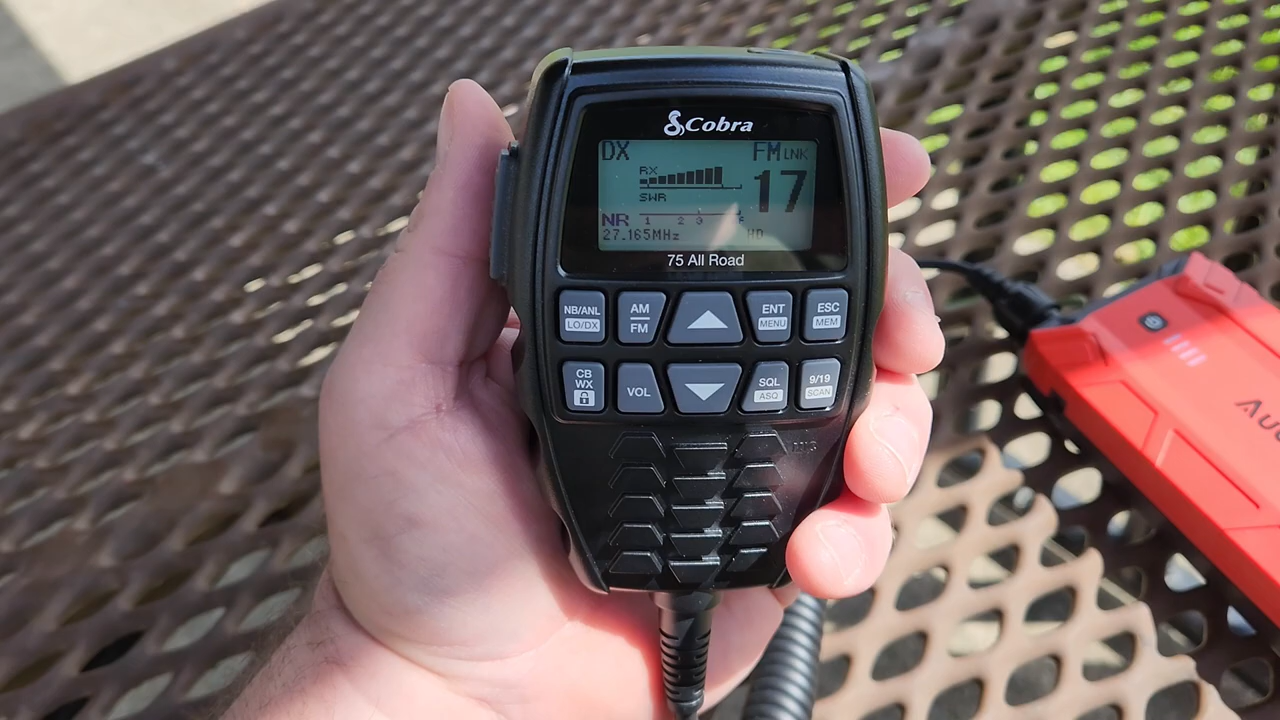 Cobra
DX FM LNK
RX
17
SWR
NR 1 2 3
27.165MHz HD
75 All Road
NB/ANL AM ENT ESC
LO/DX FM MENU MEM
CB
WX VOL SQL 9/19
ASQ SCAN
MIC